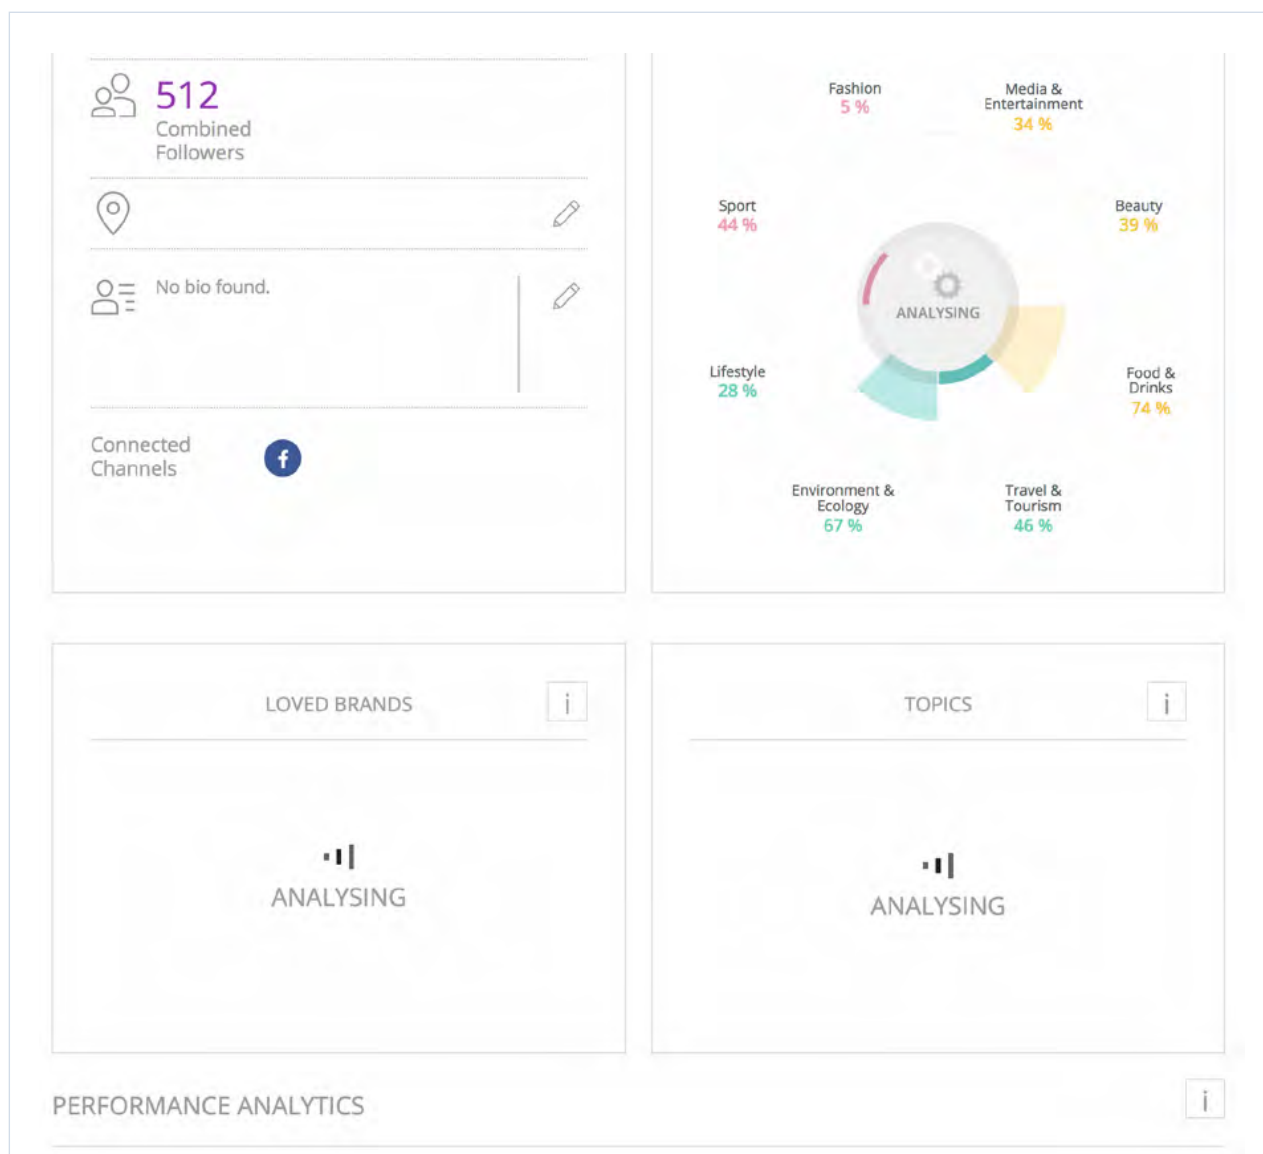 512
Combined
Followers
No bio found.
Connected
Channels
f
Fashion
5 %
Media &
Entertainment
34 %
Sport
44 %
Beauty
39 %
ANALYSING
Lifestyle
28 %
Food &
Drinks
74 %
Environment &
Ecology
67 %
Travel &
Tourism
46 %
LOVED BRANDS
i
ANALYSING
TOPICS
i
ANALYSING
PERFORMANCE ANALYTICS
i